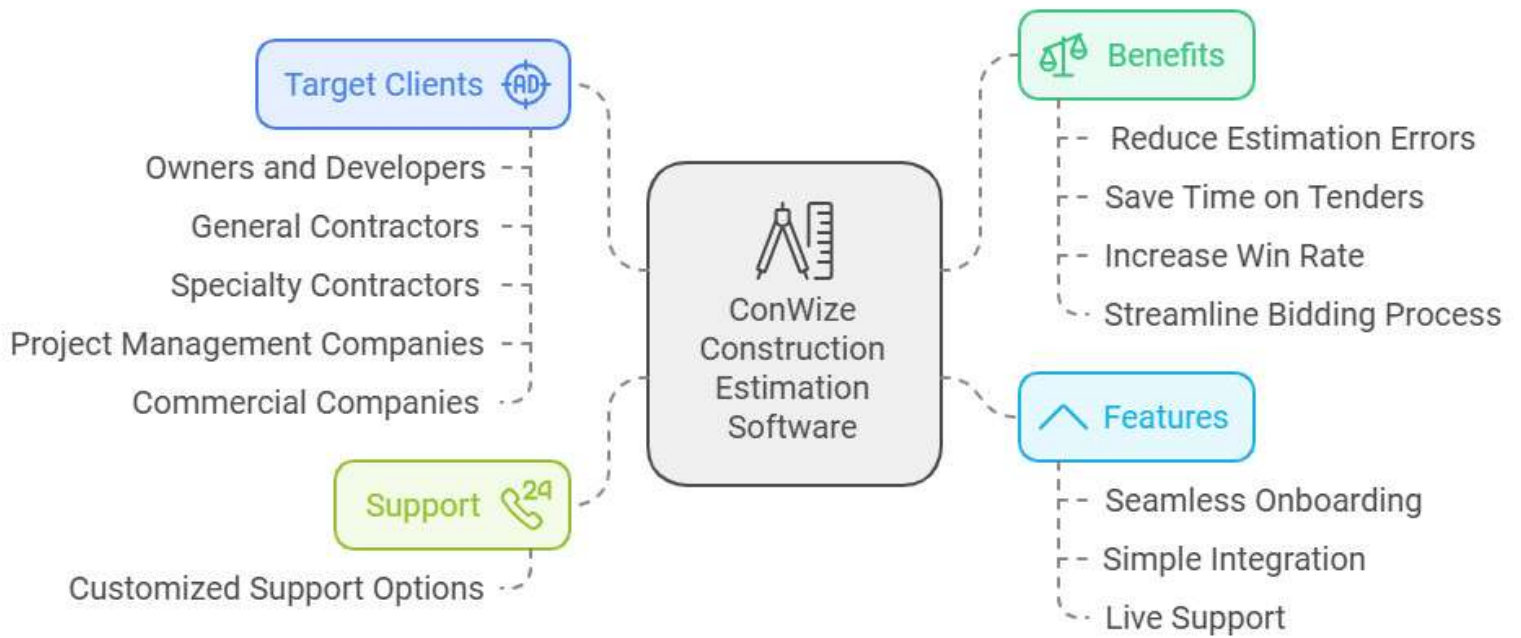 Target Clients
AD
Owners and Developers
General Contractors
Specialty Contractors
Project Management Companies
Commercial Companies
Support
24
Customized Support Options
ConWize
Construction
Estimation
Software
Benefits
Reduce Estimation Errors
Save Time on Tenders
Increase Win Rate
Streamline Bidding Process
Features
Seamless Onboarding
Simple Integration
Live Support